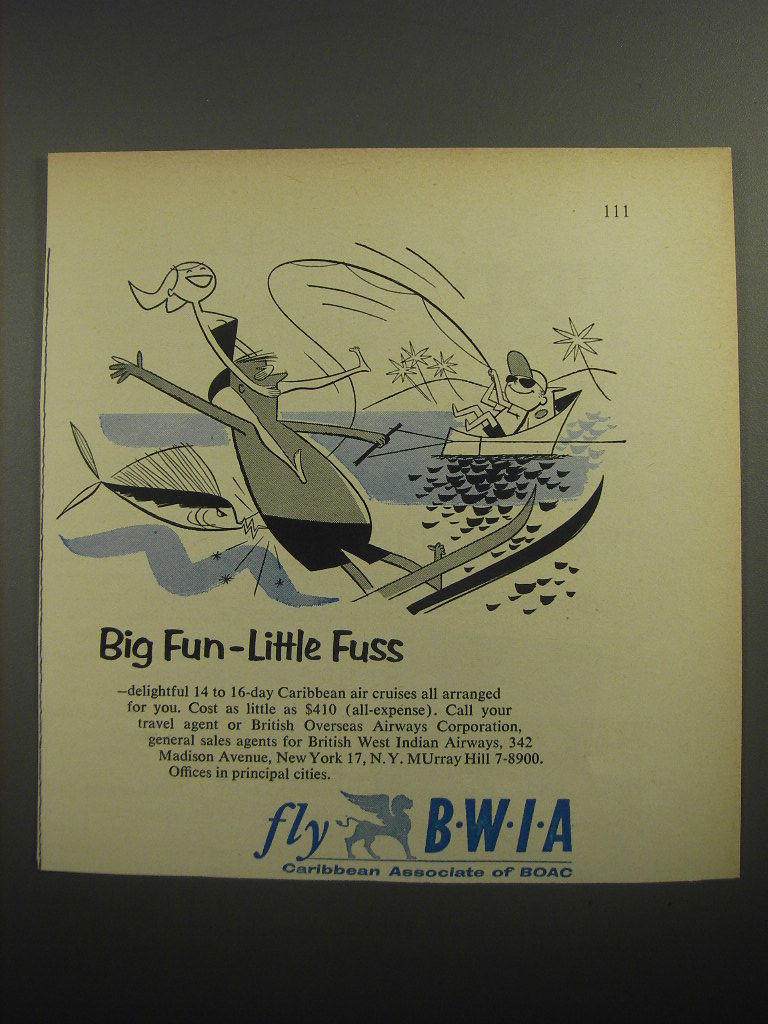 111
Big Fun-Little Fuss
—delightful 14 to 16-day Caribbean air cruises all arranged
for you. Cost as little as $410 (all-expense). Call your
travel agent or British Overseas Airways Corporation,
general sales agents for British West Indian Airways, 342
Madison Avenue, New York 17, N.Y. MUrray Hill 7-8900.
Offices in principal cities.
fly B·W·I·A
Caribbean Associate of BOAC